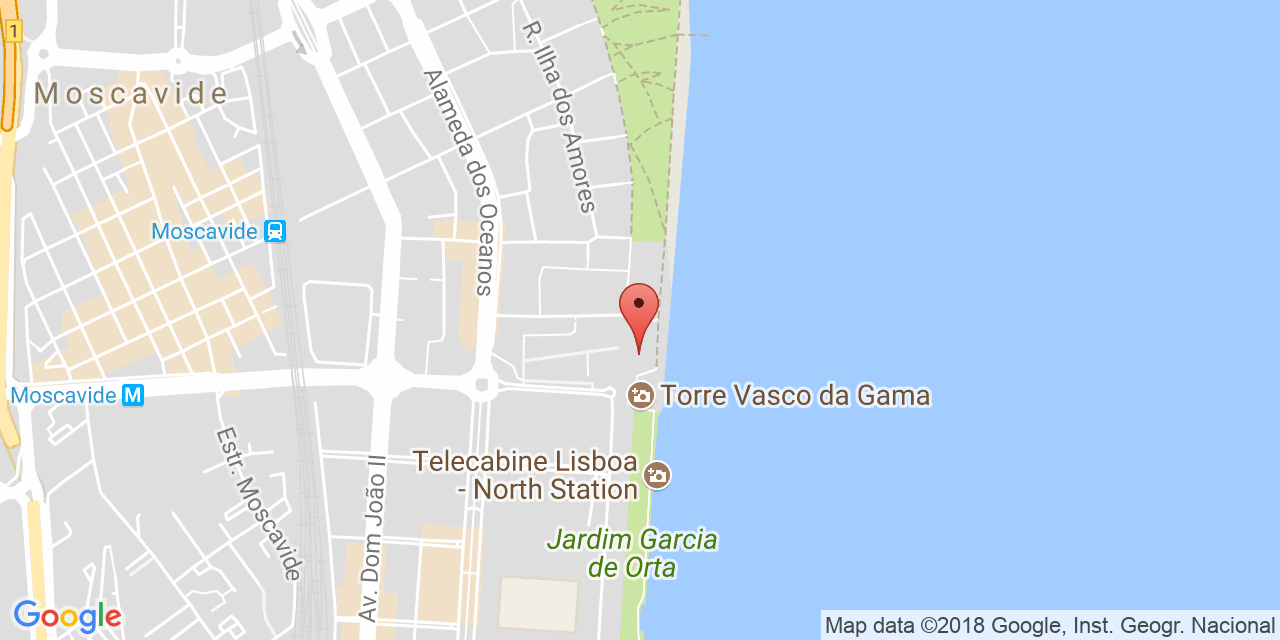 1
Moscavide
R. Ilha dos Amores
Alameda dos Oceanos
Moscavide
Moscavide M
Torre Vasco da Gama
Telecabine Lisboa
- North Station
Estr. Moscavide
Av. Dom João II
Jardim Garcia
de Orta
Google
Map data ©2018 Google, Inst. Geogr. Nacional